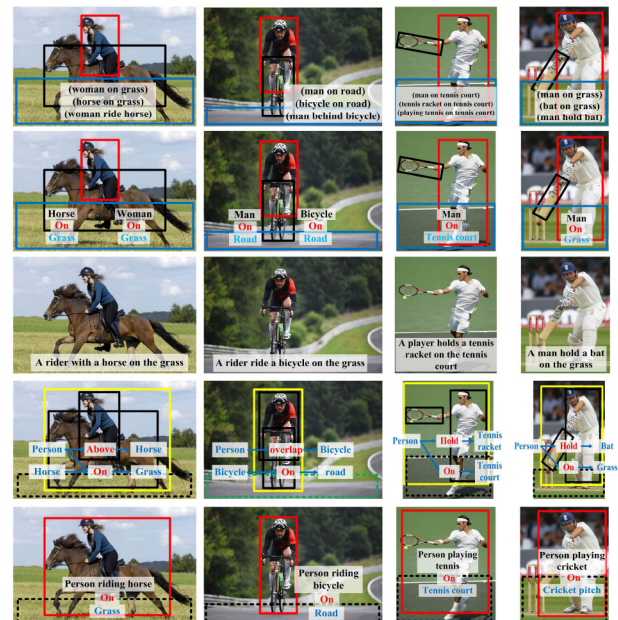 (woman on grass)
(horse on grass)
(woman ride horse)
(man on road)
(bicycle on road)
(man behind bicycle)
(man on tennis court)
(tennis racket on tennis court)
(playing tennis on tennis court)
(man on grass)
(bat on grass)
(man hold bat)
Horse Woman
On On
Grass Grass
Man Bicycle
On On
Road Road
Man
On
Tennis court
Man
On
Grass
A rider with a horse on the grass
A rider ride a bicycle on the grass
A player holds a tennis
racket on the tennis
court
A man hold a bat
on the grass
Person Above Horse
Horse On Grass
Person overlap Bicycle
Bicycle On road
Person Hold Tennis
racket
On Tennis
court
Person Hold Bat
On Grass
Person riding horse
On
Grass
Person riding
bicycle
On
Road
Person playing
tennis
On
Tennis court
Person playing
cricket
On
Cricket pitch